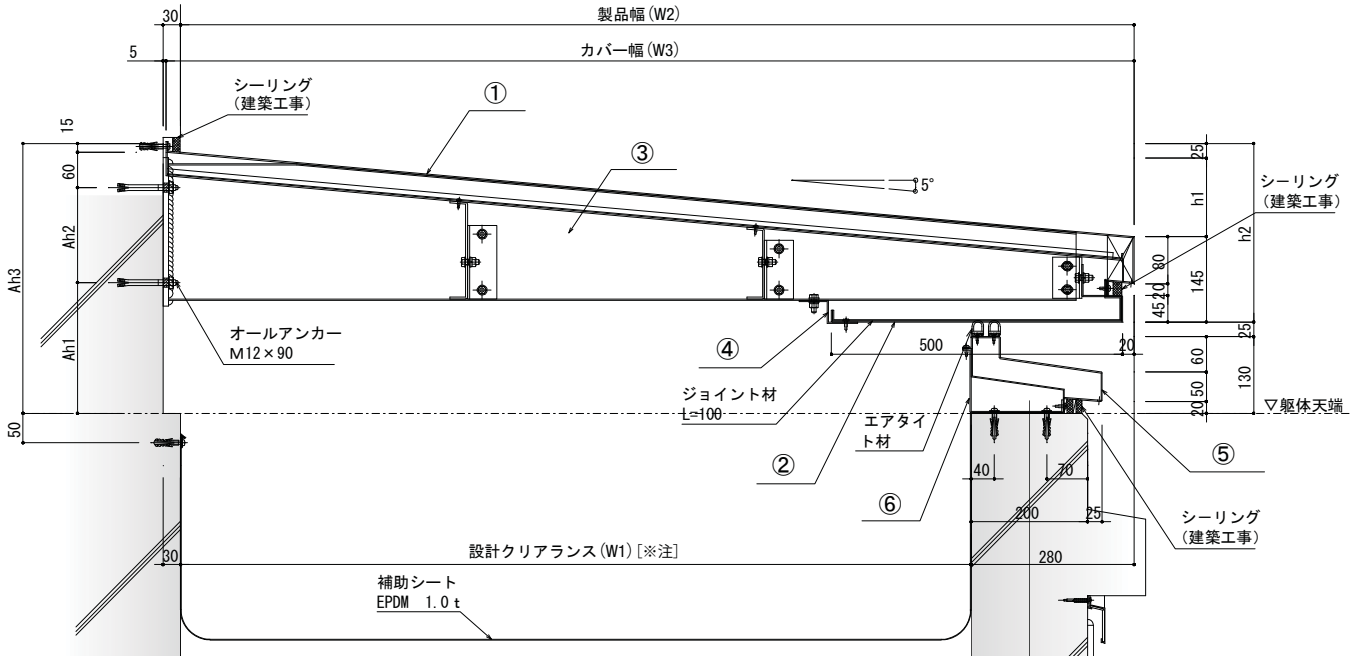 30
製品幅(W2)
5
カバー幅(W3)
シーリング
(建築工事)
①
15
③
60
5°
25
シーリング
(建築工事)
h1
h2
Ah2
Ah3
80
145
20
45
オールアンカー
M12×90
Ah1
④
500
20
25
60
ジョイント材
L=100
130
50
エアタイ
ト材
20
▽躯体天端
50
②
⑤
40
70
⑥
200
25
シーリング
(建築工事)
30
設計クリアランス(W1)[※注]
280
補助シート
EPDM 1.0t